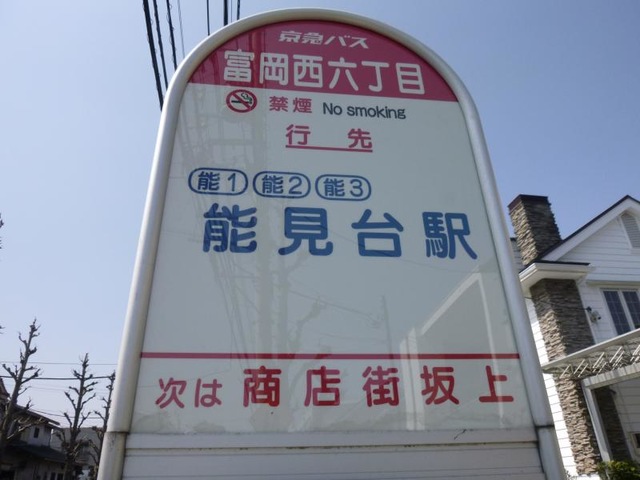 京急バス
富岡西六丁目
禁煙 No smoking
行先
能1 能2 能3
能見台駅
次は 商店街坂上